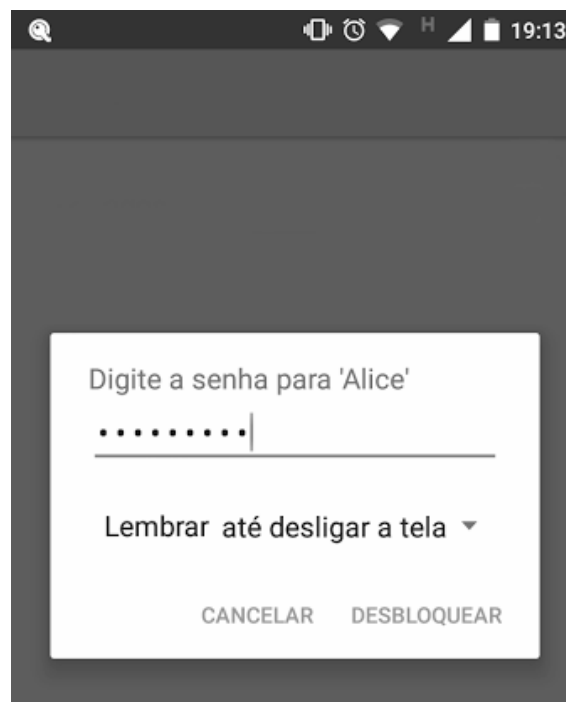 H 19:13
Digite a senha para 'Alice'
•••••••••
Lembrar até desligar a tela
CANCELAR DESBLOQUEAR